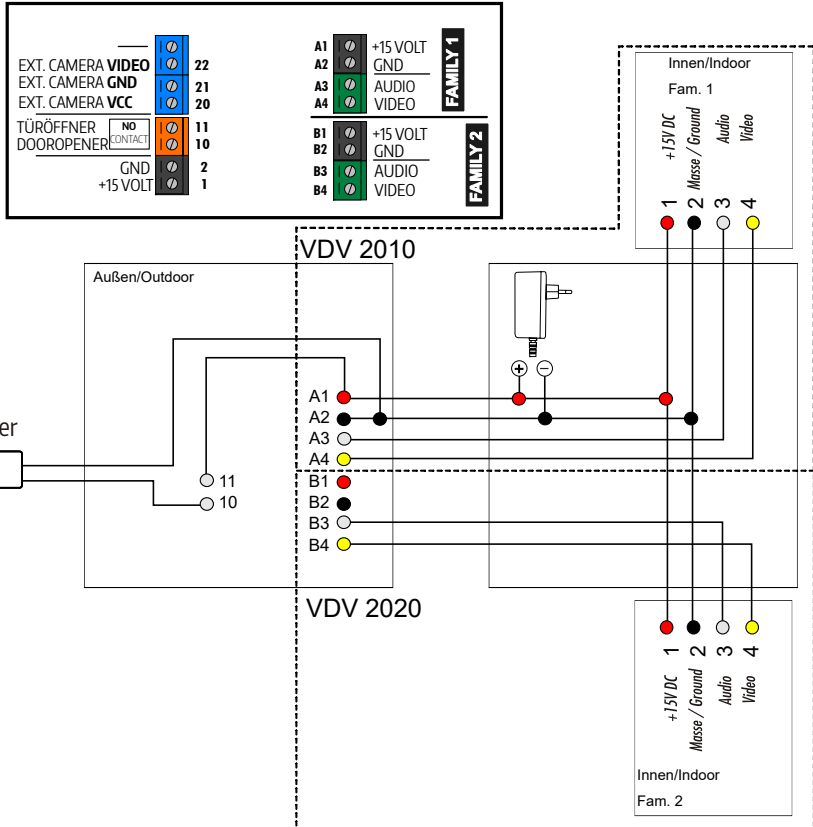 —
EXT. CAMERA VIDEO 22
EXT. CAMERA GND 21
EXT. CAMERA VCC 20
TÜRÖFFNER NO 11
DOOROPENER CONTACT 10
GND 2
+15 VOLT 1
A1 +15 VOLT
A2 GND
A3 AUDIO
A4 VIDEO
FAMILY 1
B1 +15 VOLT
B2 GND
B3 AUDIO
B4 VIDEO
FAMILY 2
Innen/Indoor
Fam. 1
+15V DC
Masse / Ground
Audio
Video
1 2 3 4
VDV 2010
Außen/Outdoor
+ −
A1
A2
A3
A4
er
11
10
B1
B2
B3
B4
VDV 2020
1 2 3 4
+15V DC
Masse / Ground
Audio
Video
Innen/Indoor
Fam. 2